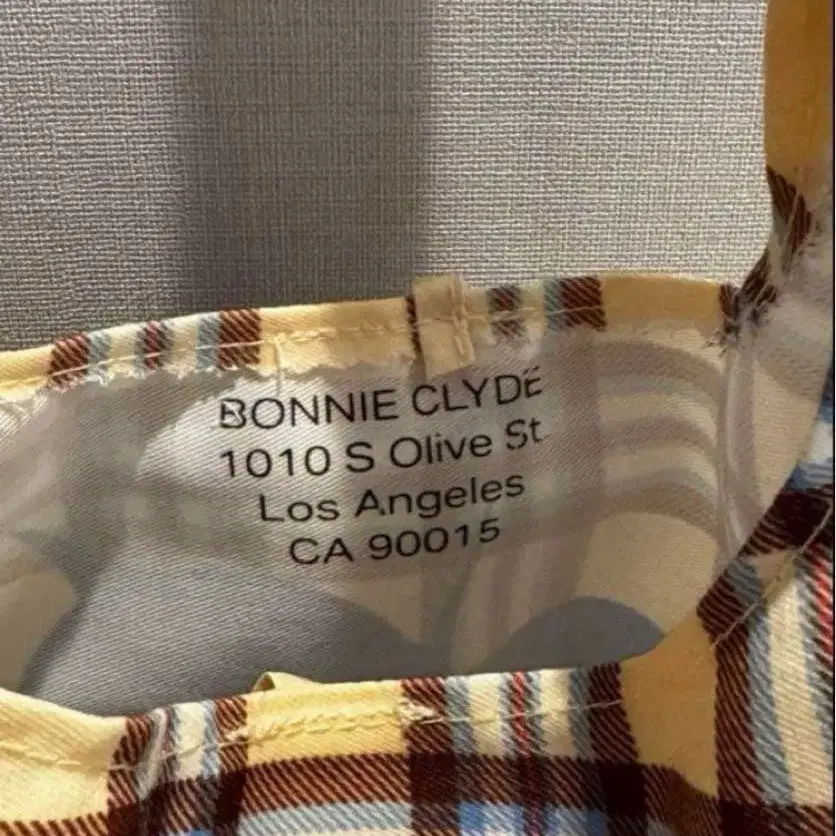 BONNIE CLYDE
1010 S Olive St
Los Angeles
CA 90015